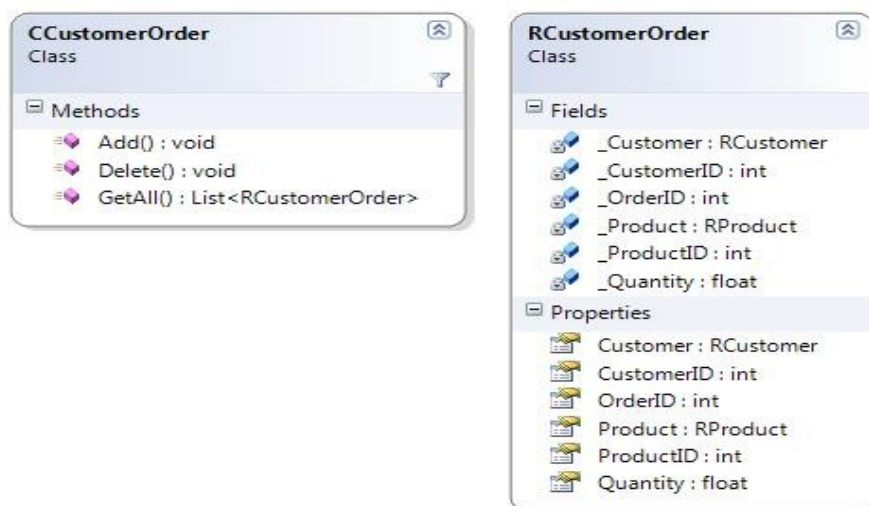 CCustomerOrder
Class
Methods
Add() : void
Delete() : void
GetAll() : List<RCustomerOrder>
RCustomerOrder
Class
Fields
_Customer : RCustomer
_CustomerID : int
_OrderID : int
_Product : RProduct
_ProductID : int
_Quantity : float
Properties
Customer : RCustomer
CustomerID : int
OrderID : int
Product : RProduct
ProductID : int
Quantity : float